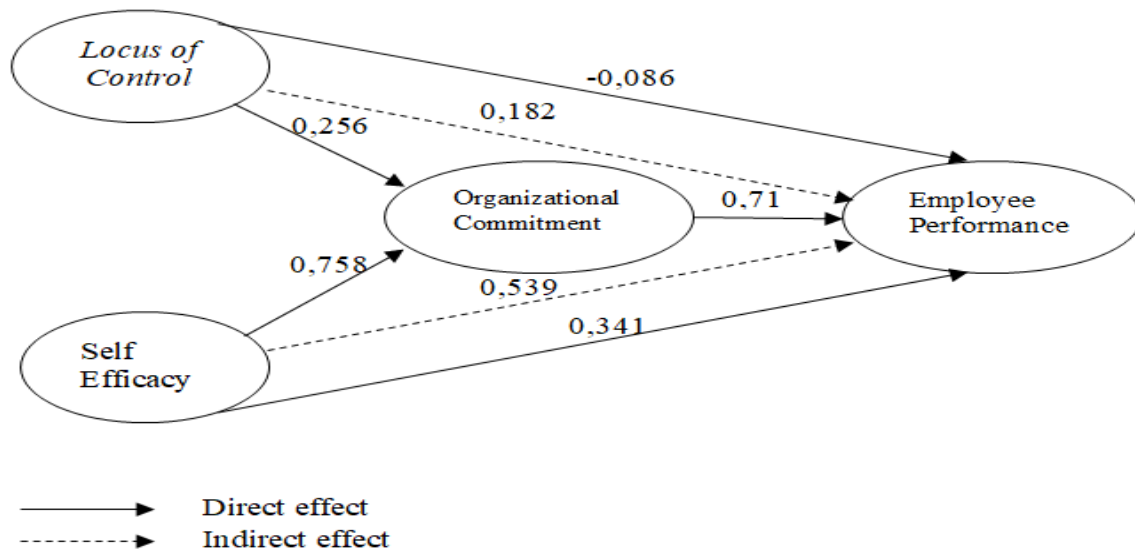 Locus of
Control
-0,086
0,182
0,256
Organizational
Commitment
0,71
Employee
Performance
0,758
0,539
0,341
Self
Efficacy
Direct effect
Indirect effect